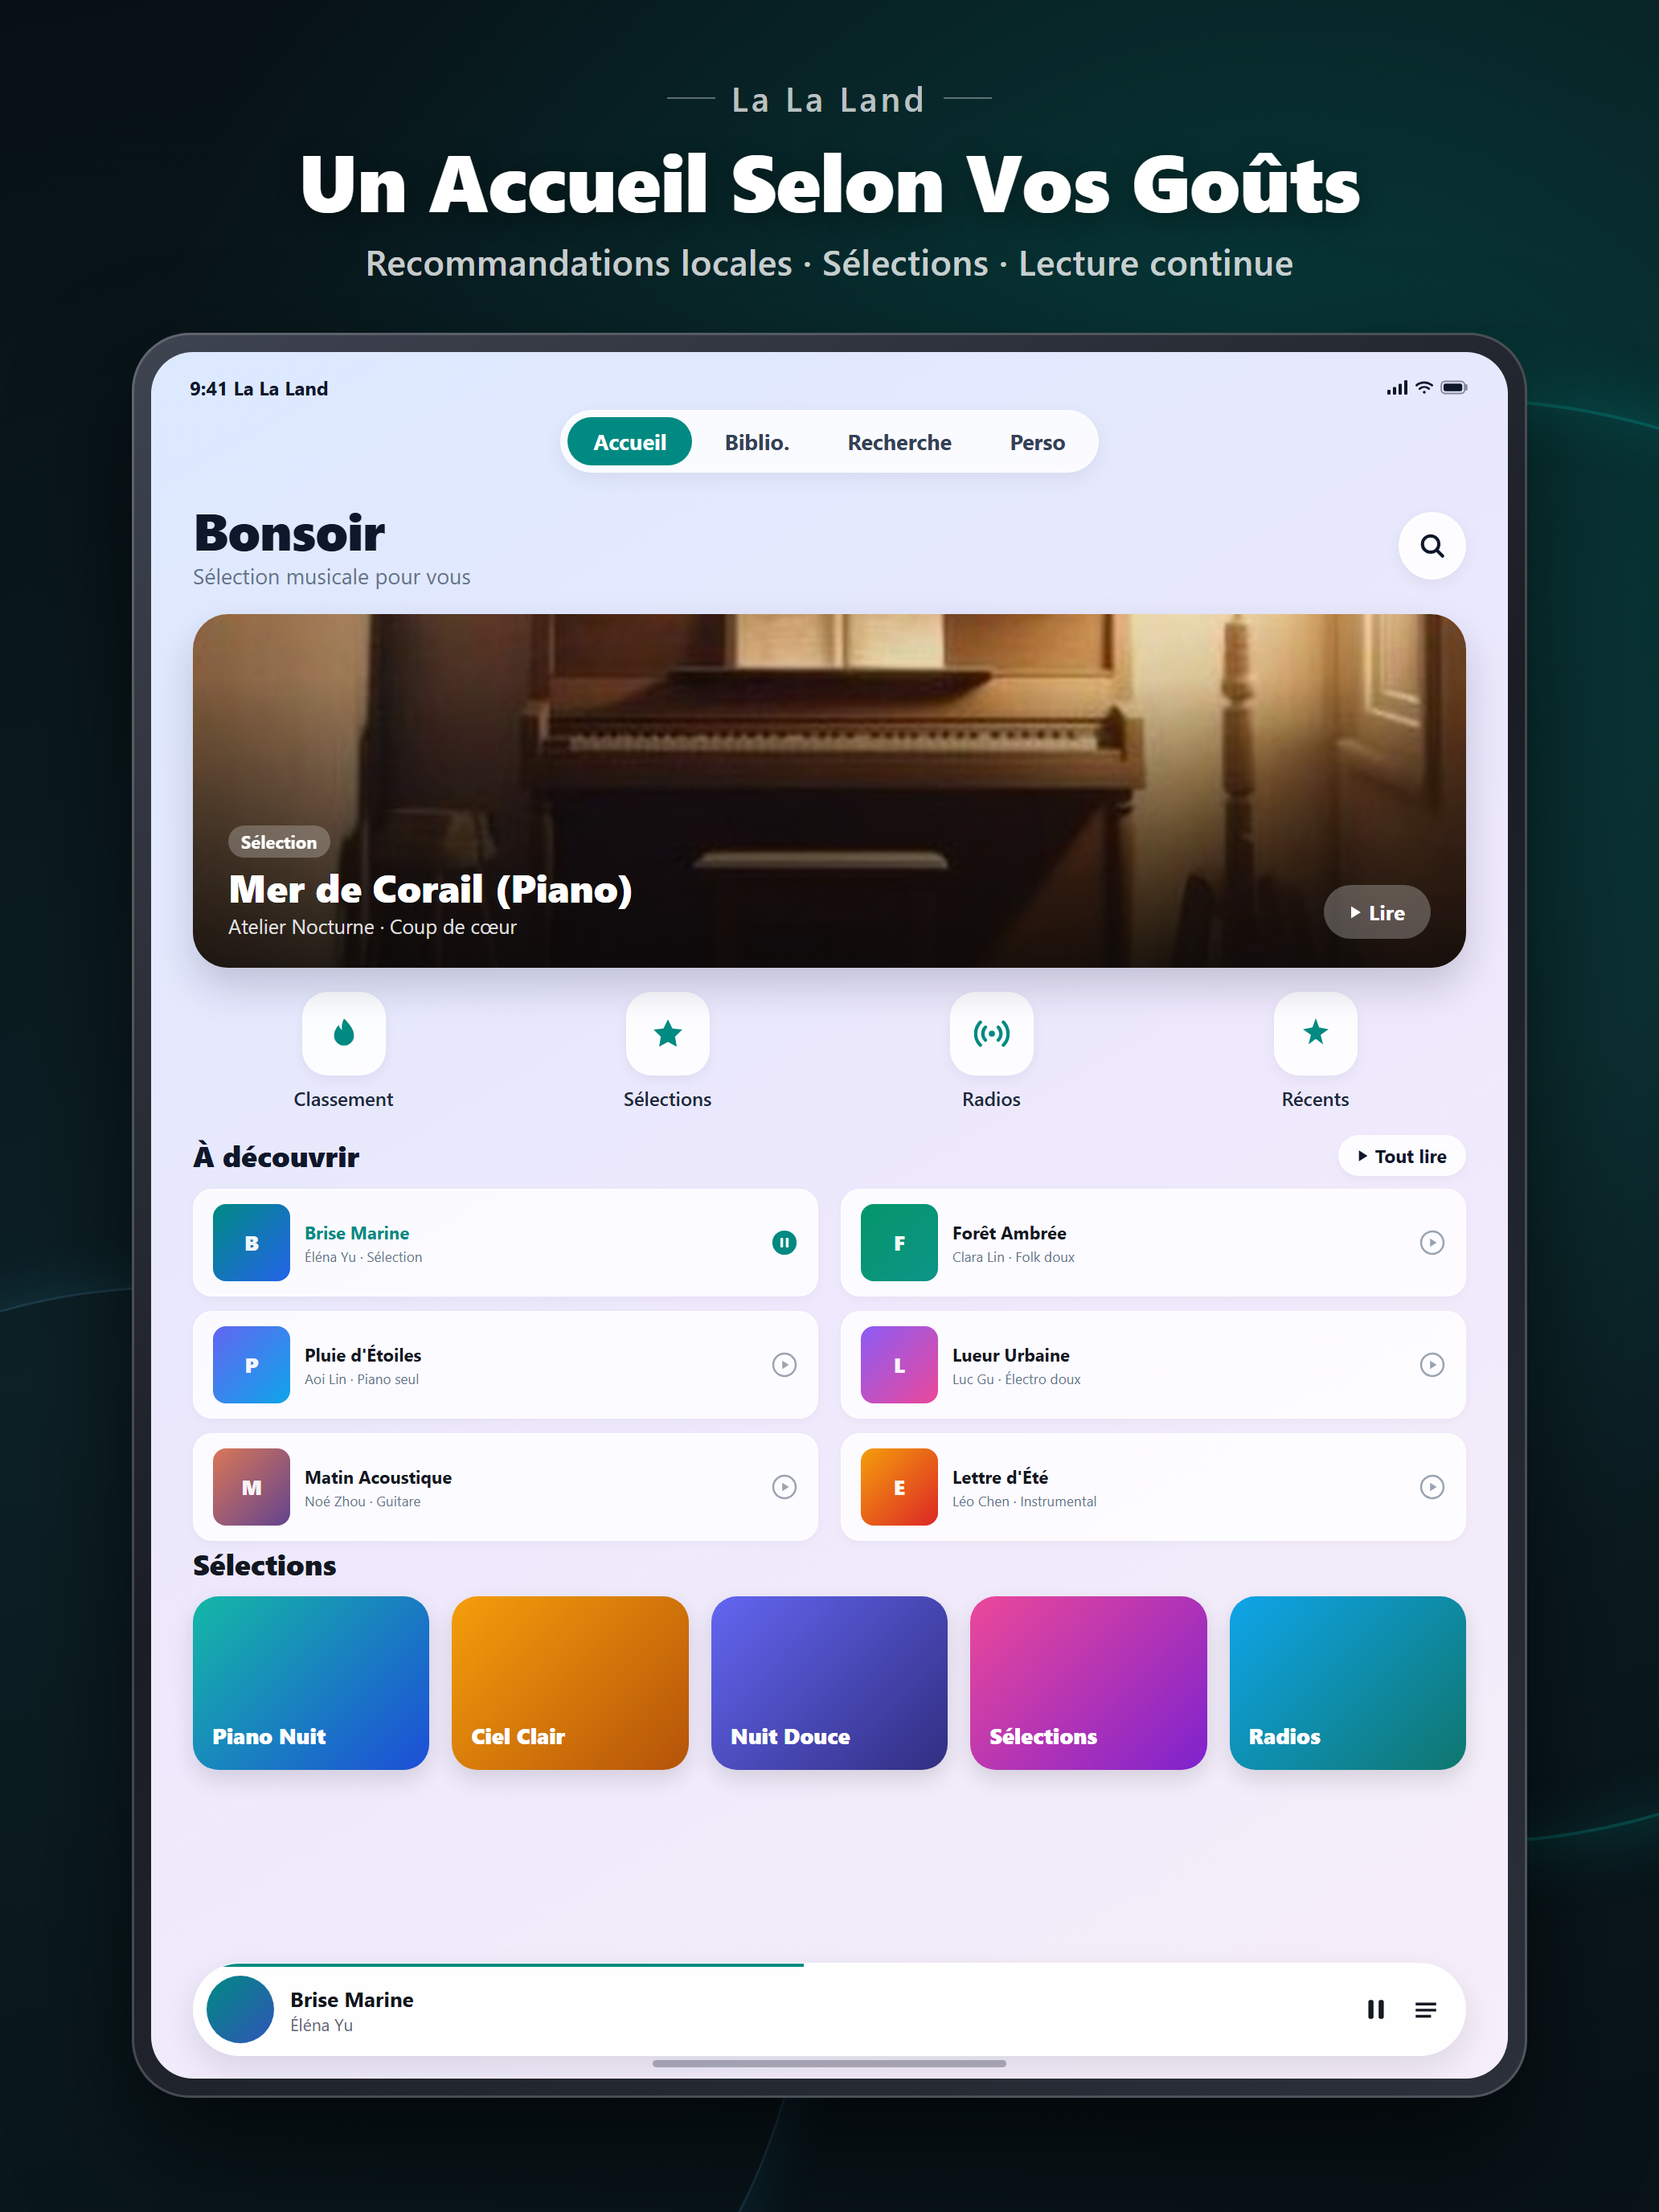 La La Land
Un Accueil Selon Vos Goûts
Recommandations locales · Sélections · Lecture continue
9:41 La La Land
Accueil Biblio. Recherche Perso
Bonsoir
Sélection musicale pour vous
Sélection
Mer de Corail (Piano)
Atelier Nocturne · Coup de cœur
Lire
Classement Sélections Radios Récents
À découvrir
Tout lire
B
Brise Marine
Éléna Yu · Sélection
F
Forêt Ambrée
Clara Lin · Folk doux
P
Pluie d'Étoiles
Aoi Lin · Piano seul
L
Lueur Urbaine
Luc Gu · Électro doux
M
Matin Acoustique
Noé Zhou · Guitare
E
Lettre d'Été
Léo Chen · Instrumental
Sélections
Piano Nuit
Ciel Clair
Nuit Douce
Sélections
Radios
Brise Marine
Éléna Yu